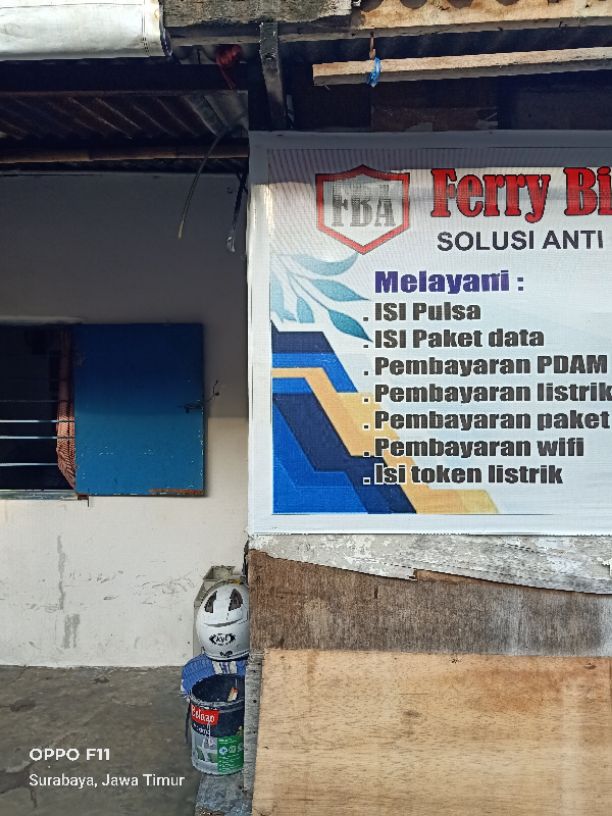 FBA
Ferry Bi
SOLUSI ANTI
Melayani :
. ISI Pulsa
. ISI Paket data
. Pembayaran PDAM
. Pembayaran listrik
. Pembayaran paket
. Pembayaran wifi
. Isi token listrik
OPPO F11
Surabaya, Jawa Timur